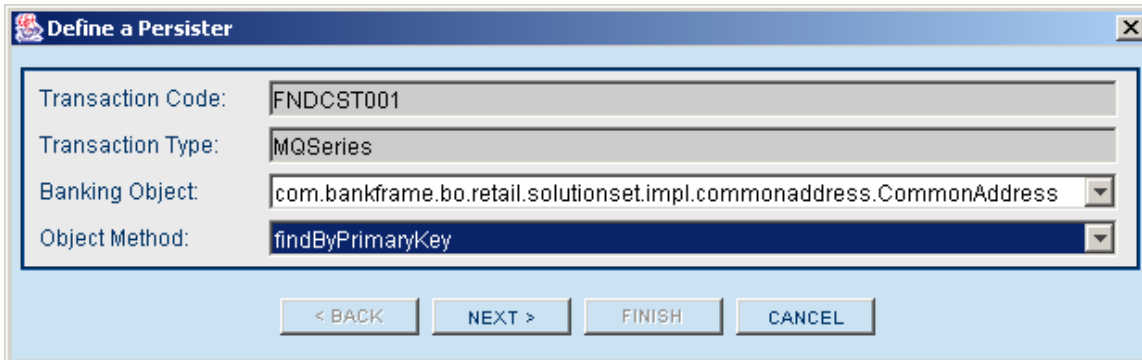 Define a Persister
Transaction Code: FNDCST001
Transaction Type: MQSeries
Banking Object: com.bankframe.bo.retail.solutionset.impl.commonaddress.CommonAddress
Object Method: findByPrimaryKey
< BACK NEXT > FINISH CANCEL